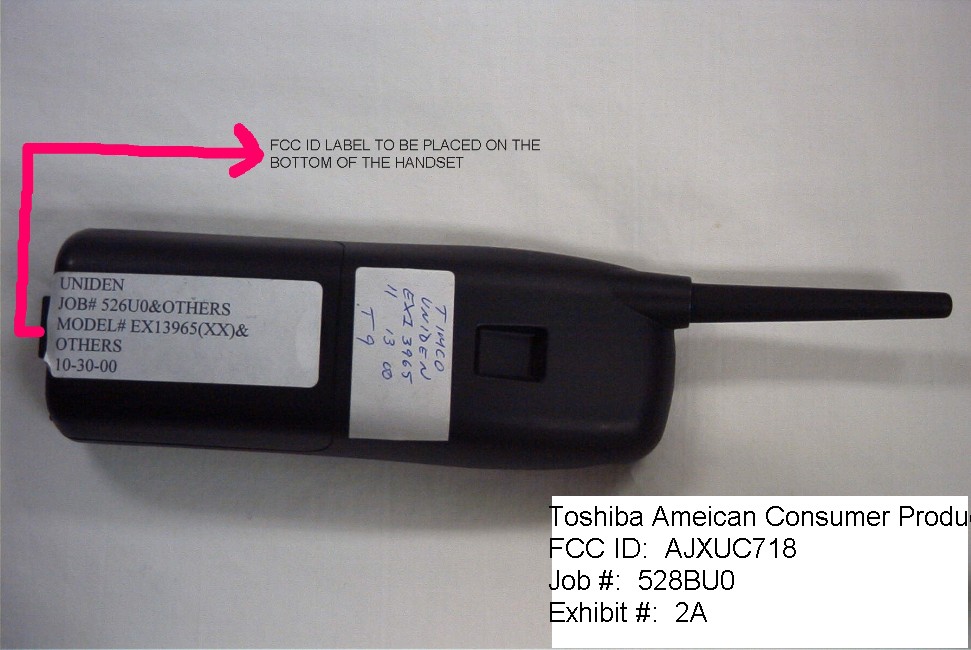 FCC ID LABEL TO BE PLACED ON THE
BOTTOM OF THE HANDSET
UNIDEN
JOB# 526U0&OTHERS
MODEL# EX13965(XX)&
OTHERS
10-30-00
TIMCO
UNIDEN
EXI 3965
11 13 00
T9
Toshiba Ameican Consumer Produ
FCC ID: AJXUC718
Job #: 528BU0
Exhibit #: 2A